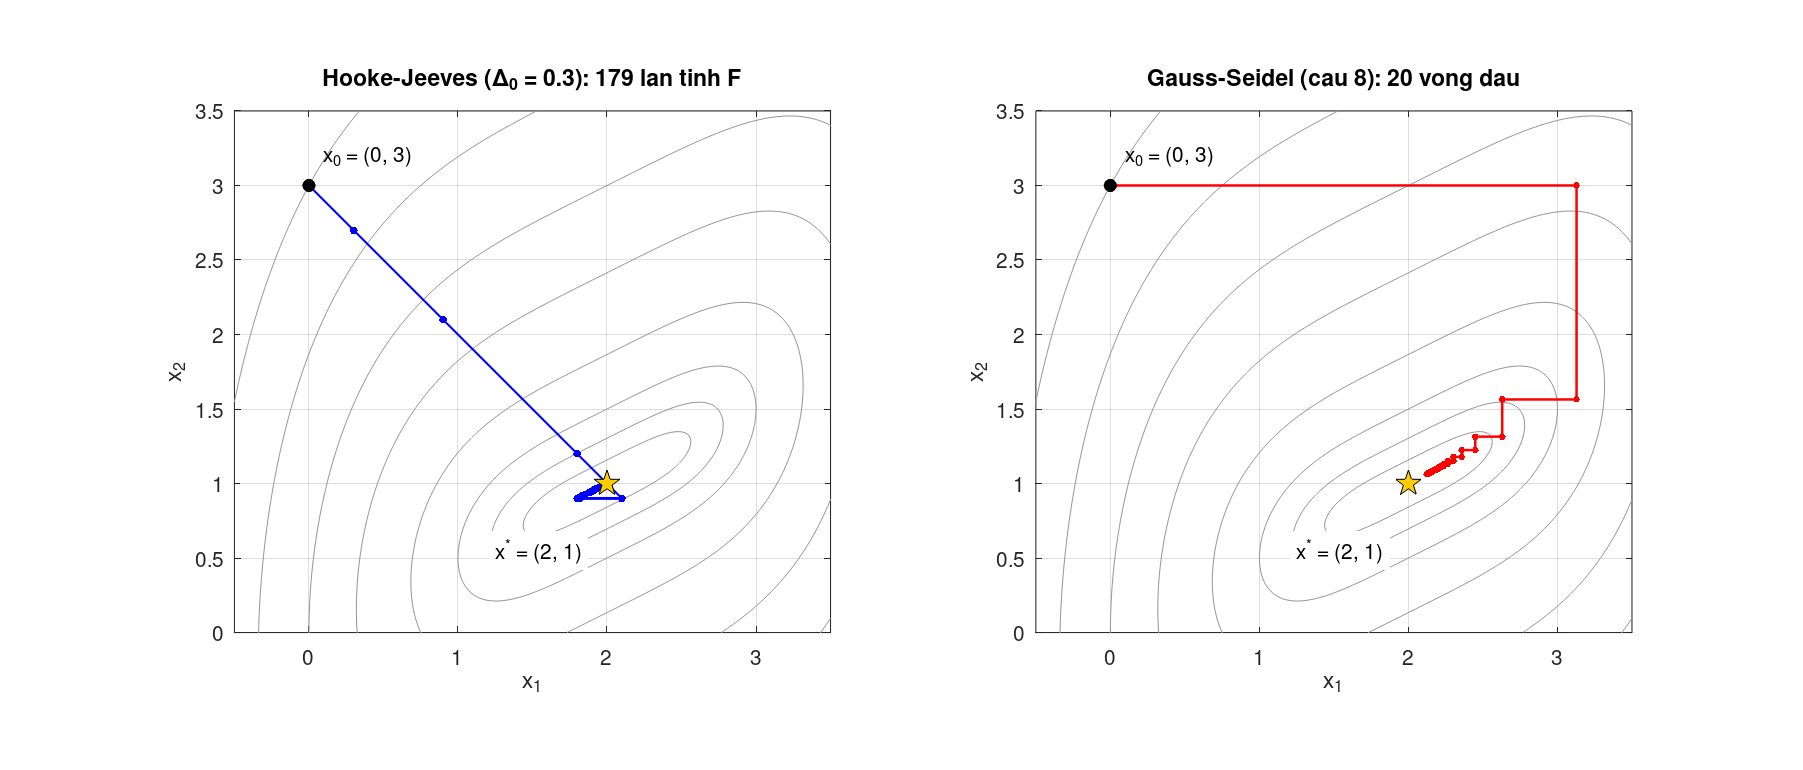 Hooke-Jeeves (Δ₀ = 0.3): 179 lan tinh F
3.5
3
2.5
2
1.5
1
0.5
0
x₂
x₀ = (0, 3)
x* = (2, 1)
0
1
2
3
x₁
Gauss-Seidel (cau 8): 20 vong dau
3.5
3
2.5
2
1.5
1
0.5
0
x₂
x₀ = (0, 3)
x* = (2, 1)
0
1
2
3
x₁